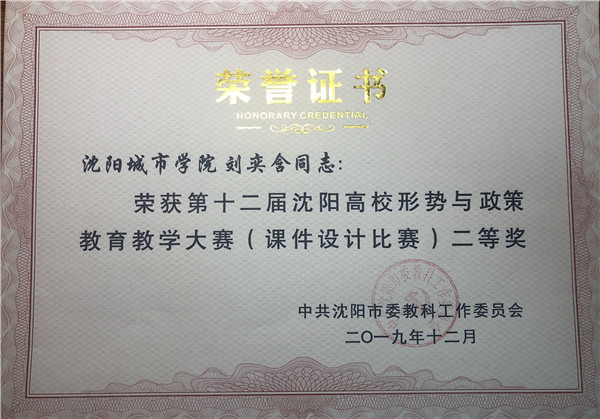 荣誉证书
HONORARY CREDENTIAL
沈阳城市学院 刘奕含同志：
荣获第十二届沈阳高校形势与政策
教育教学大赛（课件设计比赛）二等奖
中共沈阳市委教科工作委员会
二〇一九年十二月